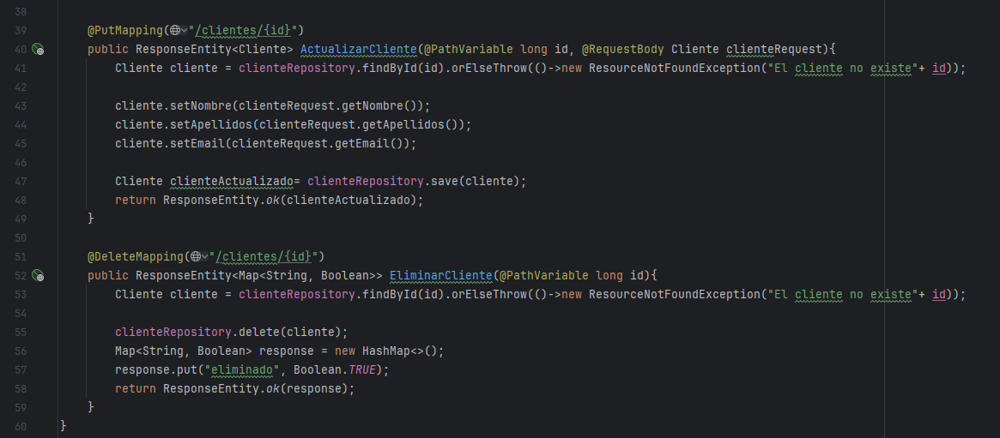 38
39 @PutMapping("/clientes/{id}")
40 public ResponseEntity<Cliente> ActualizarCliente(@PathVariable long id, @RequestBody Cliente clienteRequest){
41 Cliente cliente = clienteRepository.findById(id).orElseThrow(()->new ResourceNotFoundException("El cliente no existe"+ id));
42
43 cliente.setNombre(clienteRequest.getNombre());
44 cliente.setApellidos(clienteRequest.getApellidos());
45 cliente.setEmail(clienteRequest.getEmail());
46
47 Cliente clienteActualizado= clienteRepository.save(cliente);
48 return ResponseEntity.ok(clienteActualizado);
49 }
50
51 @DeleteMapping("/clientes/{id}")
52 public ResponseEntity<Map<String, Boolean>> EliminarCliente(@PathVariable long id){
53 Cliente cliente = clienteRepository.findById(id).orElseThrow(()->new ResourceNotFoundException("El cliente no existe"+ id));
54
55 clienteRepository.delete(cliente);
56 Map<String, Boolean> response = new HashMap<>();
57 response.put("eliminado", Boolean.TRUE);
58 return ResponseEntity.ok(response);
59 }
60 }